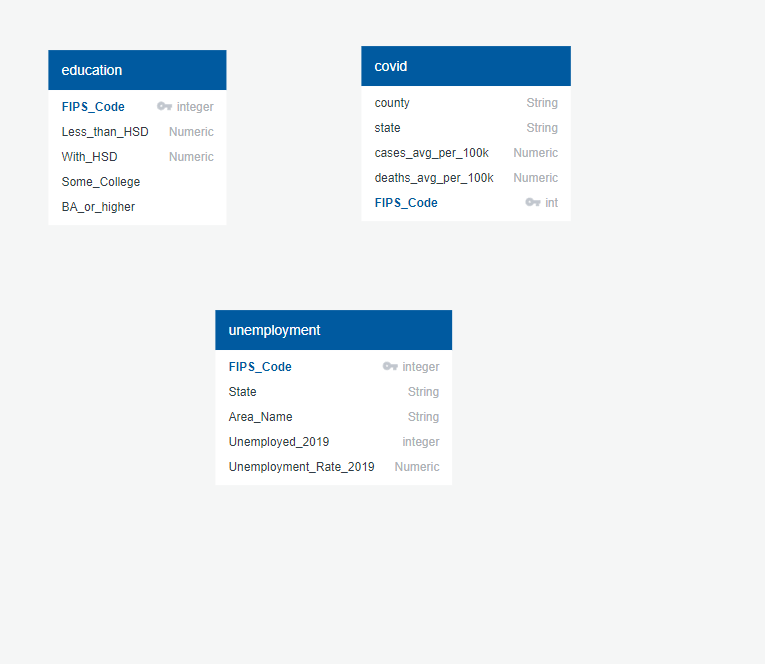 education
FIPS_Code integer
Less_than_HSD Numeric
With_HSD Numeric
Some_College
BA_or_higher
covid
county String
state String
cases_avg_per_100k Numeric
deaths_avg_per_100k Numeric
FIPS_Code int
unemployment
FIPS_Code integer
State String
Area_Name String
Unemployed_2019 integer
Unemployment_Rate_2019 Numeric